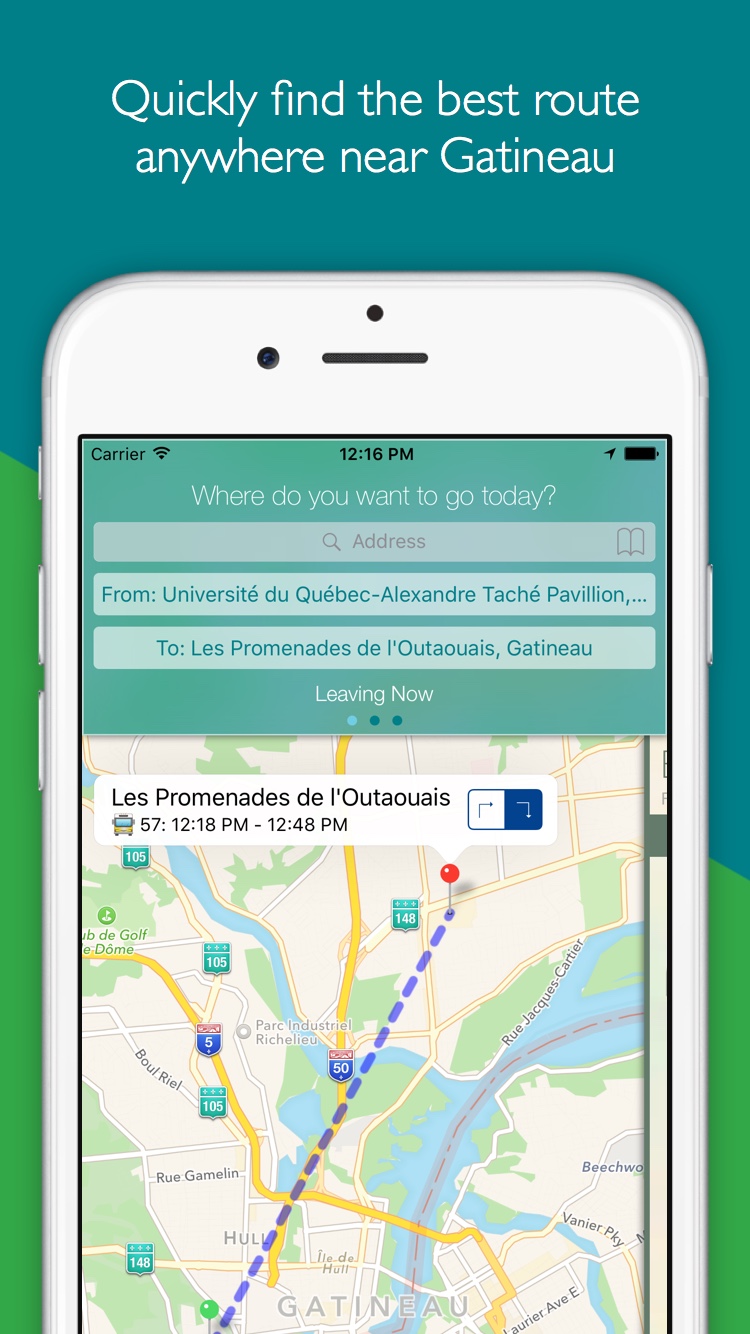 Quickly find the best route
anywhere near Gatineau
Carrier
12:16 PM
Where do you want to go today?
Address
From: Université du Québec-Alexandre Taché Pavillion,...
To: Les Promenades de l'Outaouais, Gatineau
Leaving Now
Les Promenades de l'Outaouais
57: 12:18 PM - 12:48 PM
105
148
ub de Golf
e-Dôme
105
Rue Jacques-Cartier
Parc Industriel
Richelieu
5
50
Boul Riel
105
Rue Gamelin
Beechwo
Vanier Pky
HULL
Île de
Hull
148
GATINEAU
Laurier Ave E